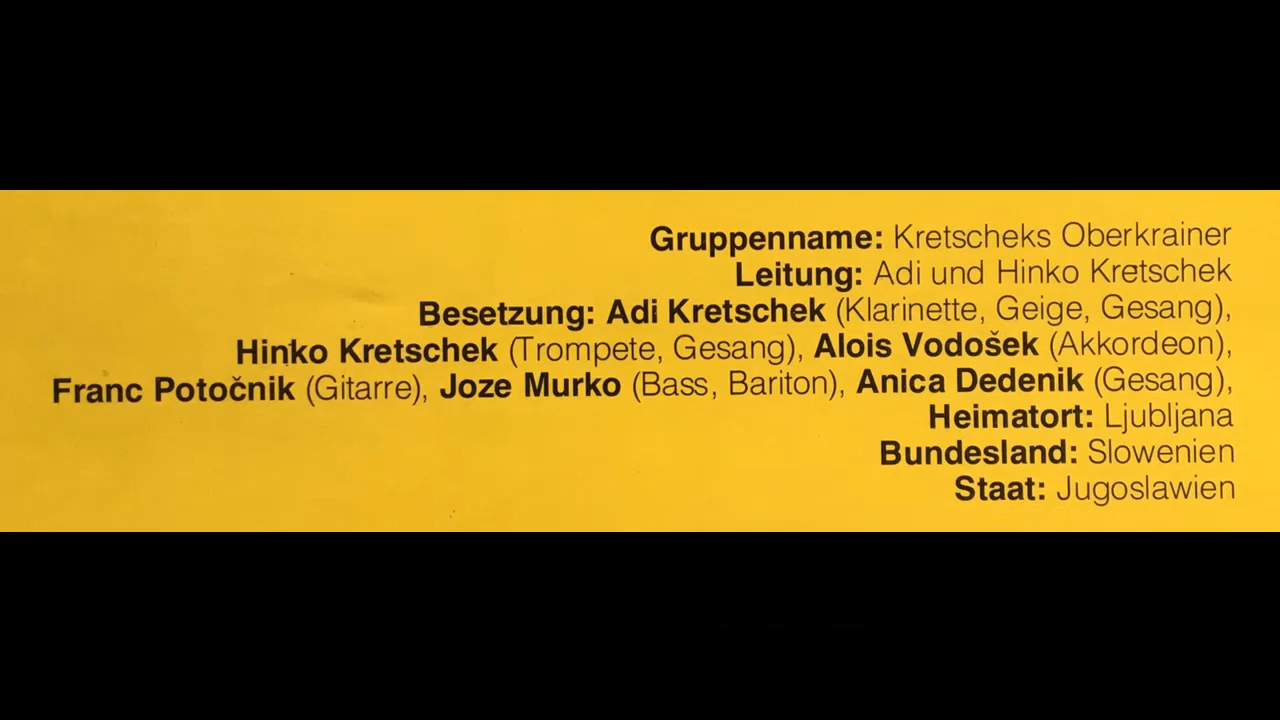 Gruppenname: Kretscheks Oberkrainer
Leitung: Adi und Hinko Kretschek
Besetzung: Adi Kretschek (Klarinette, Geige, Gesang),
Hinko Kretschek (Trompete, Gesang), Alois Vodošek (Akkordeon),
Franc Potočnik (Gitarre), Joze Murko (Bass, Bariton), Anica Dedenik (Gesang),
Heimatort: Ljubljana
Bundesland: Slowenien
Staat: Jugoslawien